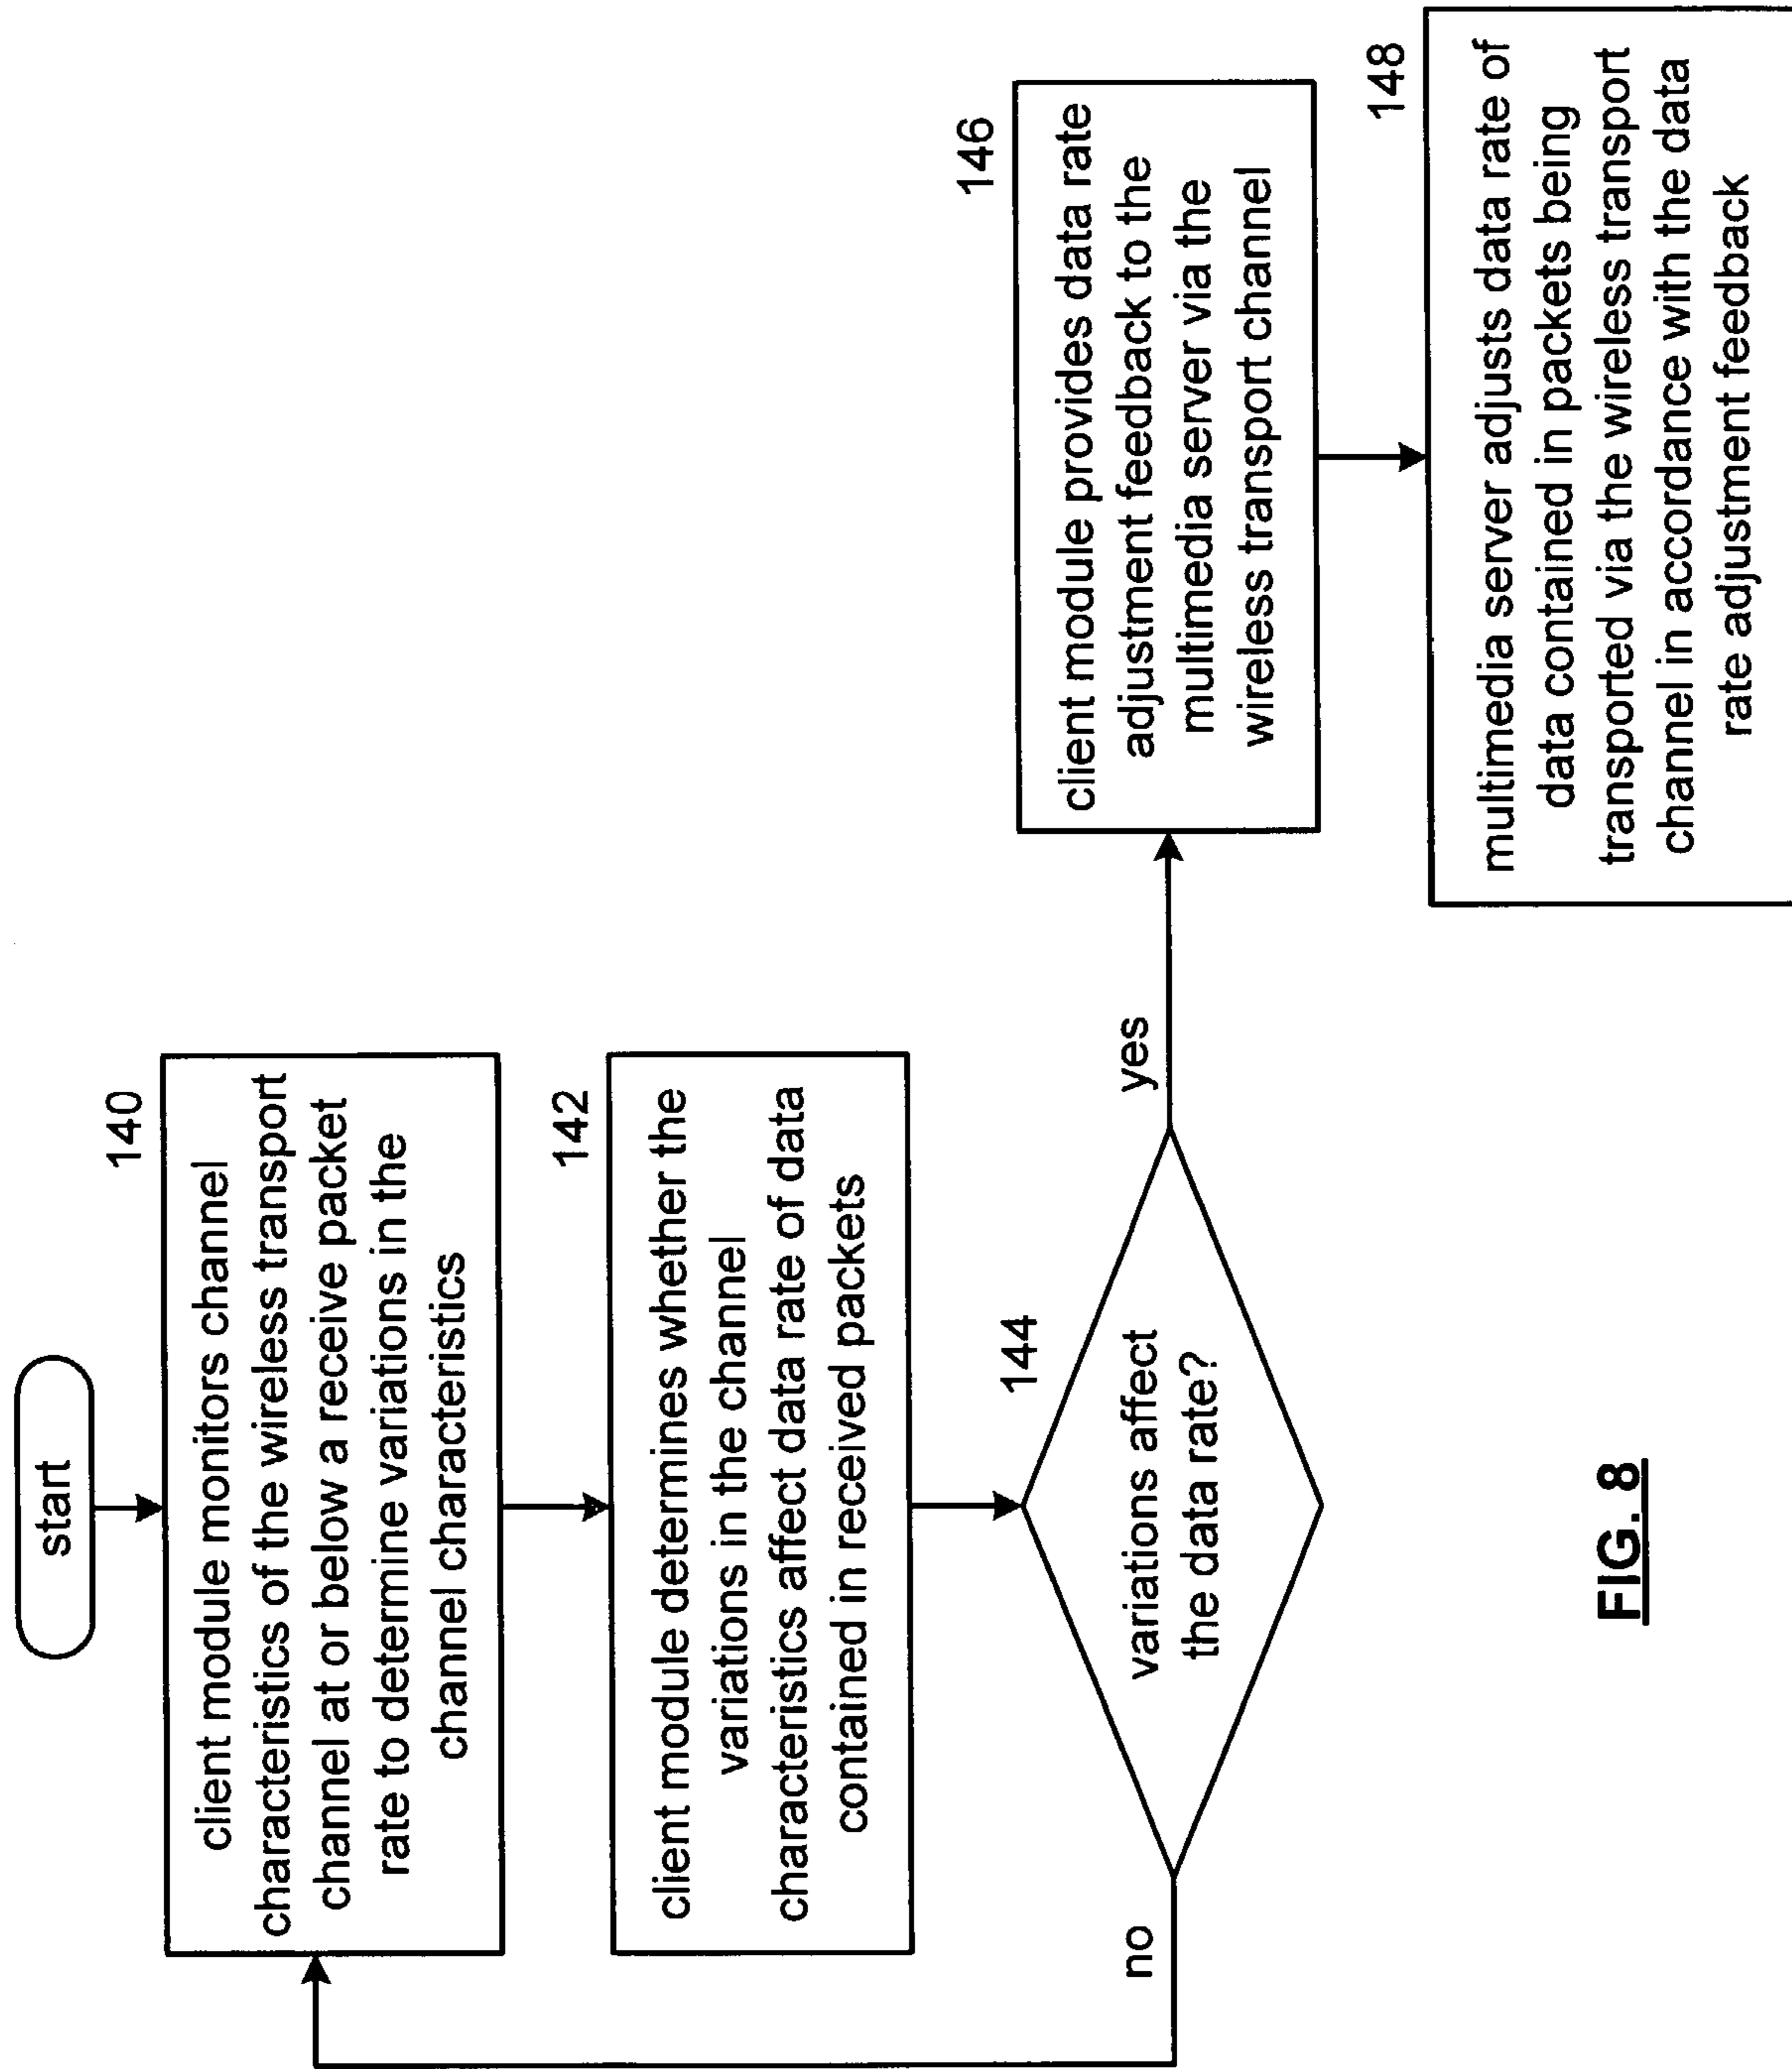 start
140
client module monitors channel
characteristics of the wireless transport
channel at or below a receive packet
rate to determine variations in the
channel characteristics
142
client module determines whether the
variations in the channel
characteristics affect data rate of data
contained in received packets
144
variations affect
the data rate?
no
yes
146
client module provides data rate
adjustment feedback to the
multimedia server via the
wireless transport channel
148
multimedia server adjusts data rate of
data contained in packets being
transported via the wireless transport
channel in accordance with the data
rate adjustment feedback
FIG. 8